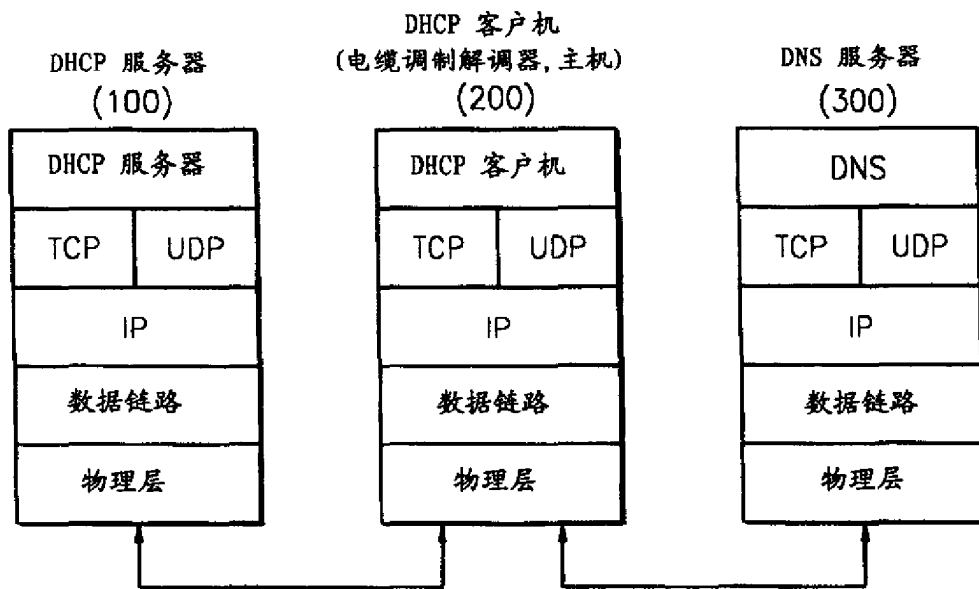 DHCP 服务器
(100)
DHCP 服务器
TCP UDP
IP
数据链路
物理层
DHCP 客户机
(电缆调制解调器,主机)
(200)
DHCP 客户机
TCP UDP
IP
数据链路
物理层
DNS 服务器
(300)
DNS
TCP UDP
IP
数据链路
物理层